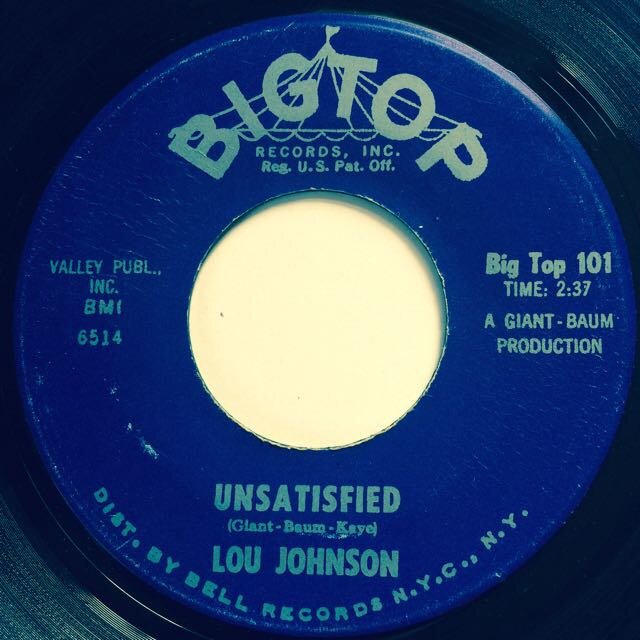 BIGTOP
RECORDS, INC.
Reg. U.S. Pat. Off.
VALLEY PUBL.,
INC.
BMI
6514
Big Top 101
TIME: 2:37
A GIANT-BAUM
PRODUCTION
UNSATISFIED
(Giant-Baum-Kaye)
LOU JOHNSON
DIST. BY BELL RECORDS N.Y.C., N.Y.